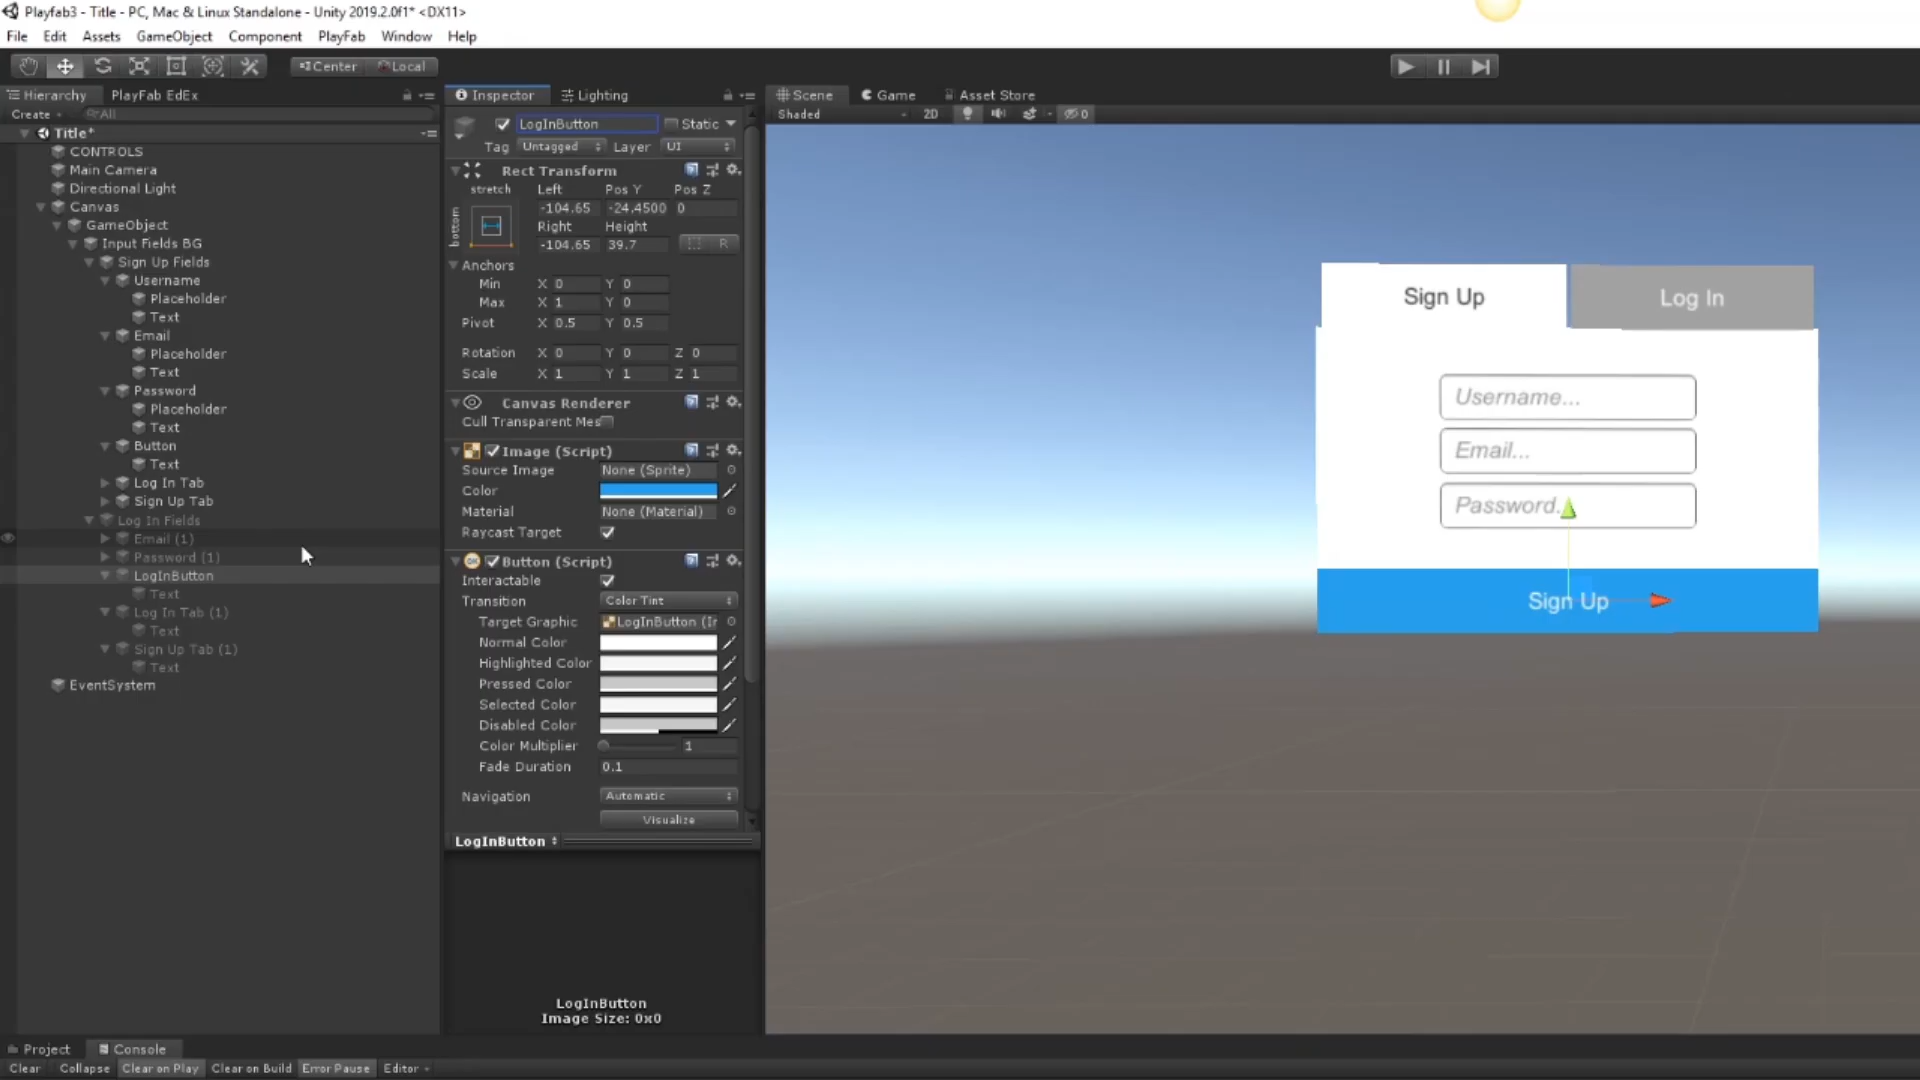 Playfab3 - Title - PC, Mac & Linux Standalone - Unity 2019.2.0f1* <DX11>
File Edit Assets GameObject Component PlayFab Window Help
Center Local
Hierarchy PlayFab EdEx
Create All
Title*
CONTROLS
Main Camera
Directional Light
Canvas
GameObject
Input Fields BG
Sign Up Fields
Username
Placeholder
Text
Email
Placeholder
Text
Password
Placeholder
Text
Button
Text
Log In Tab
Sign Up Tab
Log In Fields
Email (1)
Password (1)
LogInButton
Text
Log In Tab (1)
Text
Sign Up Tab (1)
Text
EventSystem
Inspector Lighting
LogInButton Static
Tag Untagged Layer UI
Rect Transform
stretch Left Pos Y Pos Z
bottom
-104.65 -24.4500 0
Right Height
-104.65 39.7 R
Anchors
Min X 0 Y 0
Max X 1 Y 0
Pivot X 0.5 Y 0.5
Rotation X 0 Y 0 Z 0
Scale X 1 Y 1 Z 1
Canvas Renderer
Cull Transparent Mes
Image (Script)
Source Image None (Sprite)
Color
Material None (Material)
Raycast Target
Button (Script)
Interactable
Transition Color Tint
Target Graphic LogInButton (Ir
Normal Color
Highlighted Color
Pressed Color
Selected Color
Disabled Color
Color Multiplier 1
Fade Duration 0.1
Navigation Automatic
Visualize
LogInButton
LogInButton
Image Size: 0x0
Scene Game Asset Store
Shaded 2D 0
Sign Up Log In
Username...
Email...
Password.
Sign Up
Project Console
Clear Collapse Clear on Play Clear on Build Error Pause Editor